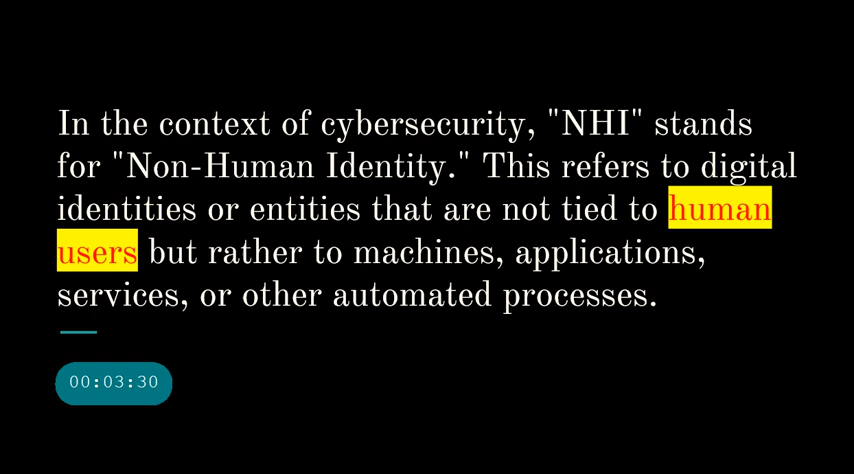 In the context of cybersecurity, "NHI" stands
for "Non-Human Identity." This refers to digital
identities or entities that are not tied to human
users but rather to machines, applications,
services, or other automated processes.
00:03:30